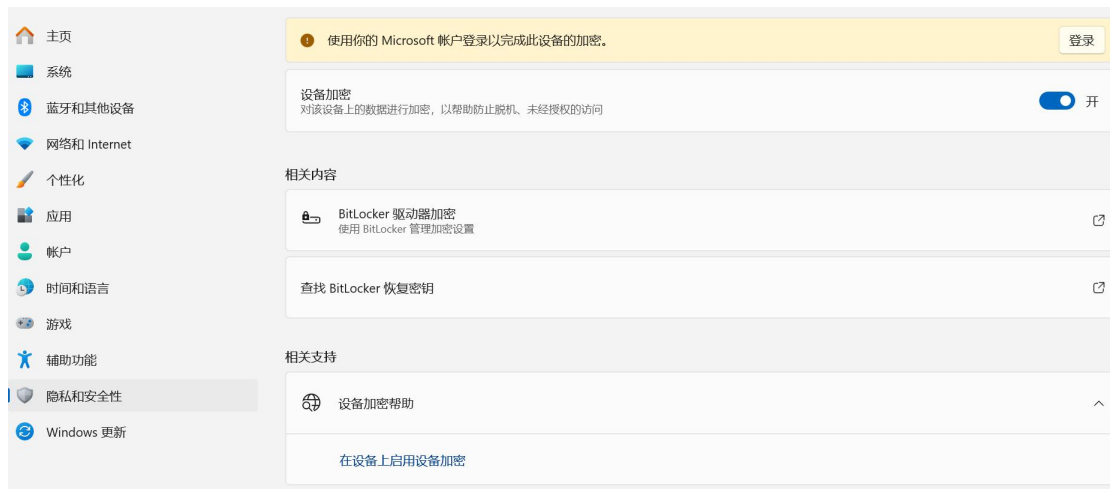 主页
系统
蓝牙和其他设备
网络和 Internet
个性化
应用
帐户
时间和语言
游戏
辅助功能
隐私和安全性
Windows 更新
使用你的 Microsoft 帐户登录以完成此设备的加密。
登录
设备加密
对该设备上的数据进行加密，以帮助防止脱机、未经授权的访问
开
相关内容
BitLocker 驱动器加密
使用 BitLocker 管理加密设置
查找 BitLocker 恢复密钥
相关支持
设备加密帮助
在设备上启用设备加密